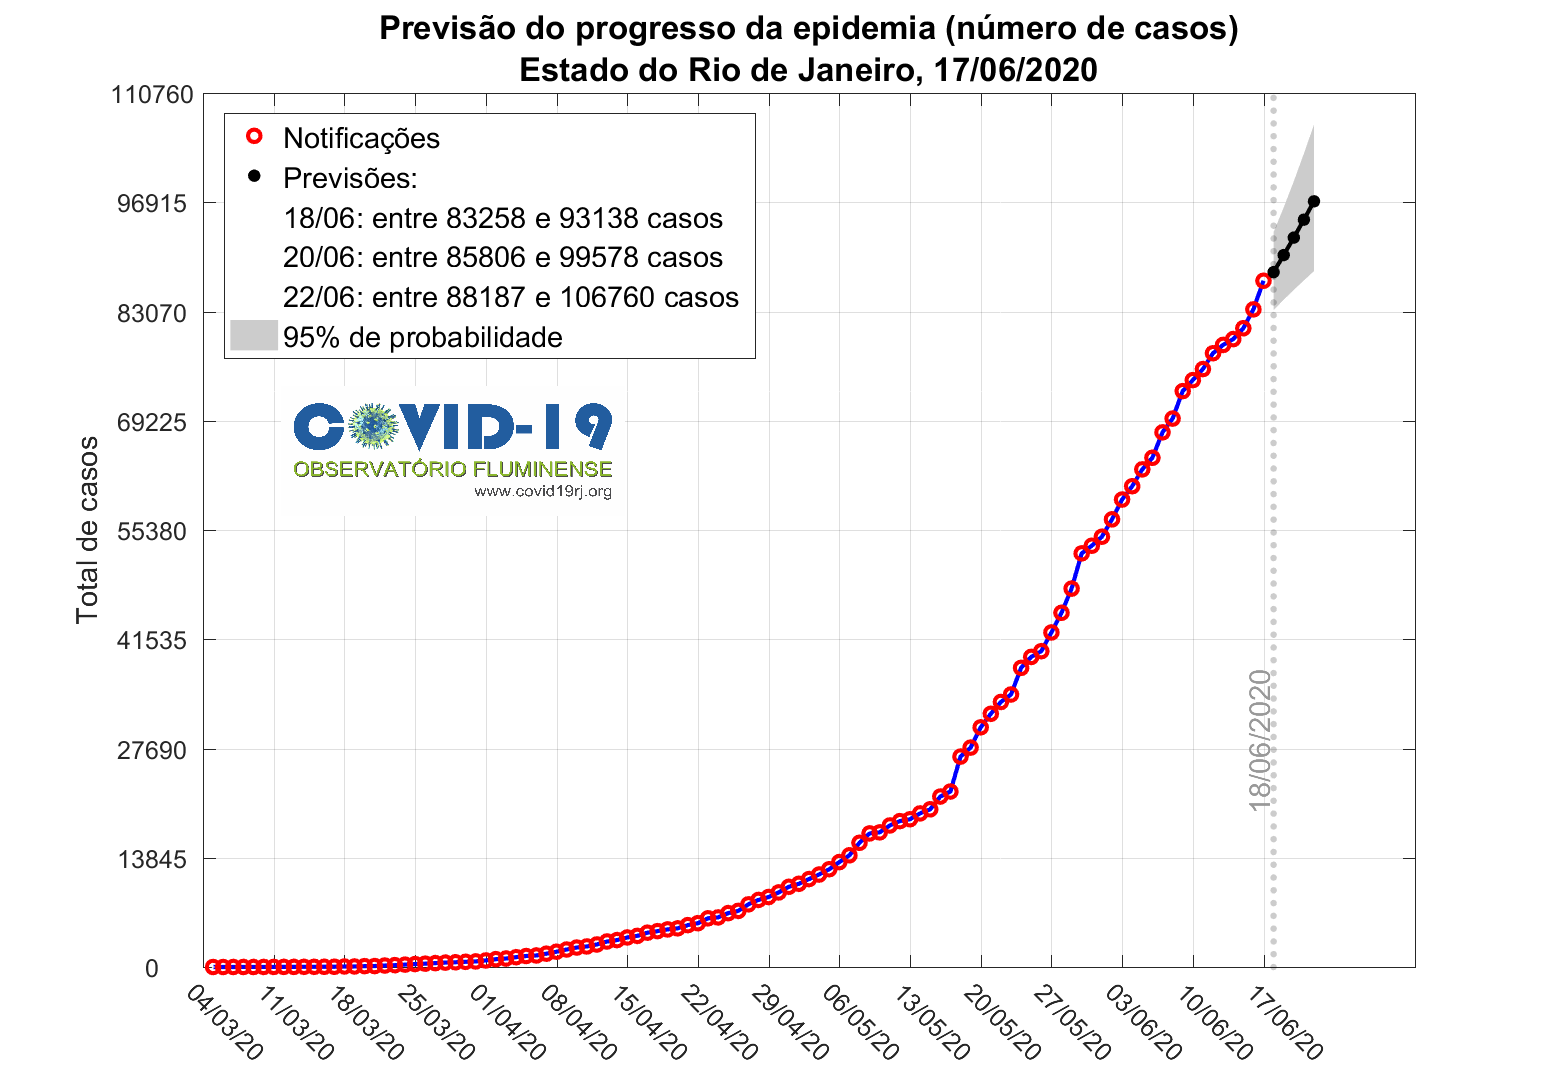 Previsão do progresso da epidemia (número de casos)
Estado do Rio de Janeiro, 17/06/2020
110760
96915
83070
69225
55380
41535
27690
13845
0
Total de casos
Notificações
Previsões:
18/06: entre 83258 e 93138 casos
20/06: entre 85806 e 99578 casos
22/06: entre 88187 e 106760 casos
95% de probabilidade
COVID-19
OBSERVATÓRIO FLUMINENSE
www.covid19rj.org
18/06/2020
04/03/20
11/03/20
18/03/20
25/03/20
01/04/20
08/04/20
15/04/20
22/04/20
29/04/20
06/05/20
13/05/20
20/05/20
27/05/20
03/06/20
10/06/20
17/06/20